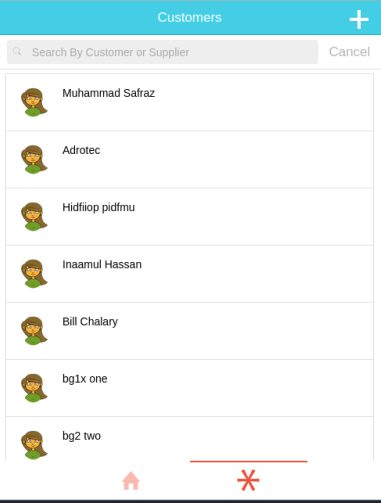 Customers
Search By Customer or Supplier
Cancel
Muhammad Safraz
Adrotec
Hidfiiop pidfmu
Inaamul Hassan
Bill Chalary
bg1x one
bg2 two